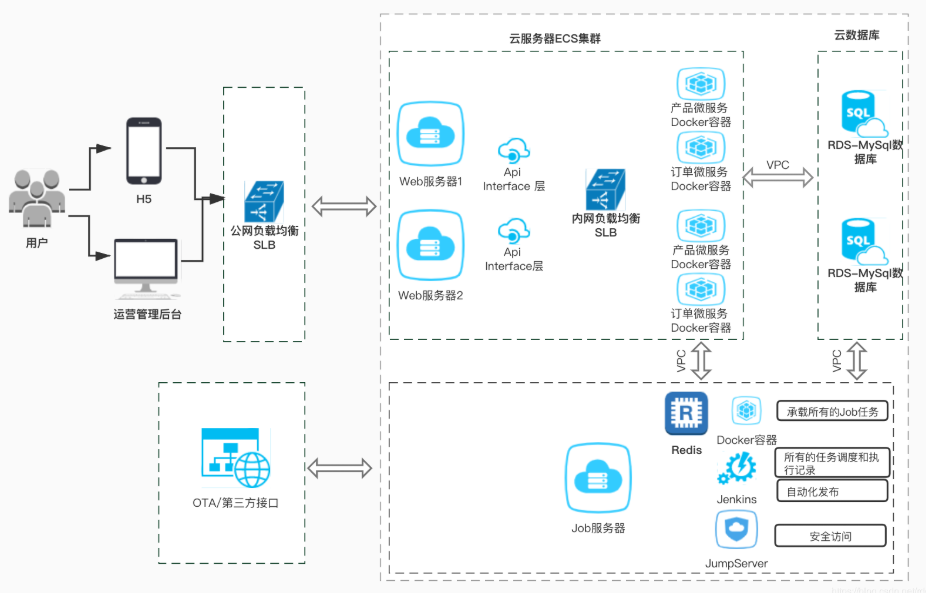 云服务器ECS集群
云数据库
用户
H5
运营管理后台
公网负载均衡
SLB
Web服务器1
Api
Interface 层
Web服务器2
Api
Interface层
内网负载均衡
SLB
产品微服务
Docker容器
订单微服务
Docker容器
产品微服务
Docker容器
订单微服务
Docker容器
VPC
RDS-MySql数
据库
RDS-MySql数
据库
VPC
VPC
OTA/第三方接口
Job服务器
Redis
Docker容器
承载所有的Job任务
Jenkins
所有的任务调度和执
行记录
自动化发布
JumpServer
安全访问
R
SQL
SQL